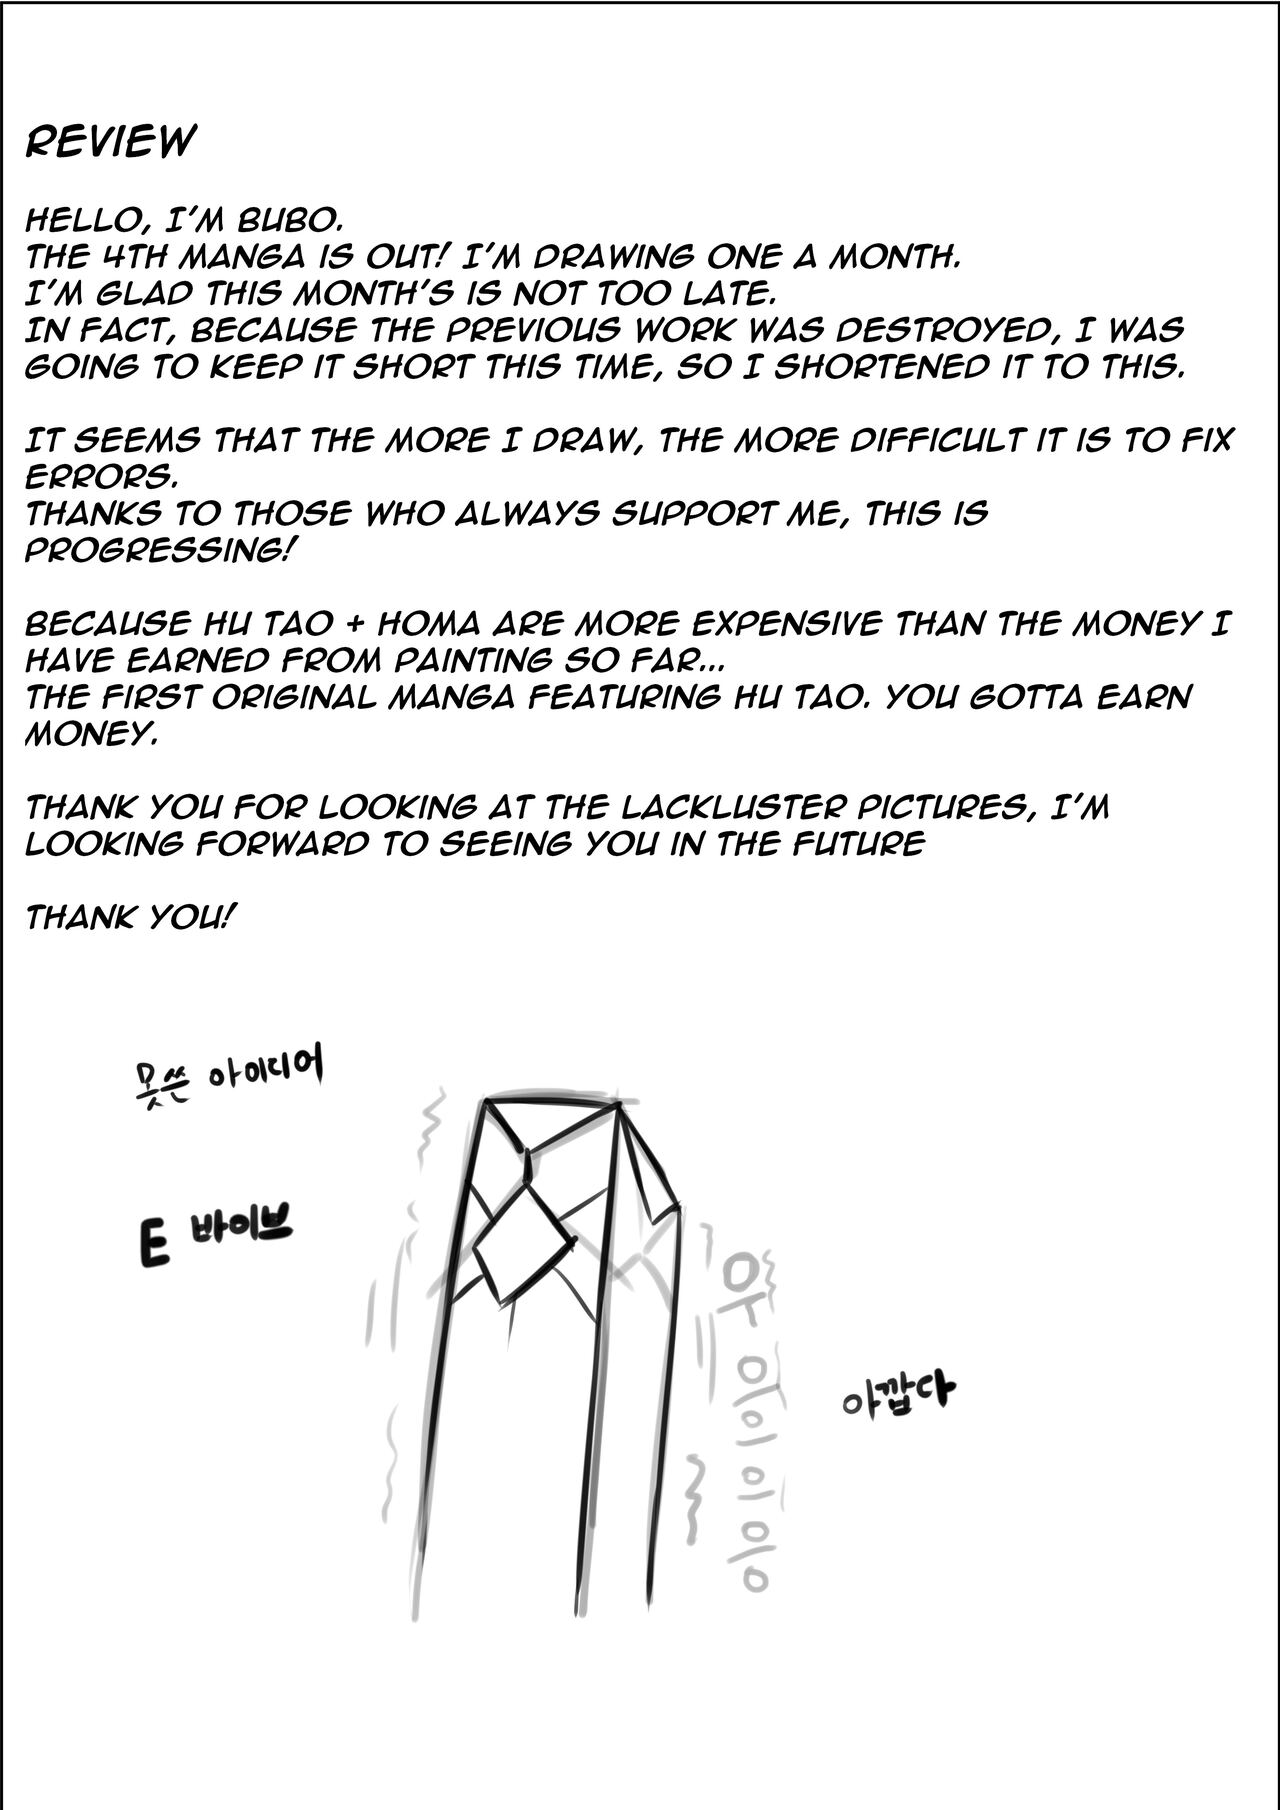 REVIEW
HELLO, I'M BUBO.
THE 4TH MANGA IS OUT! I'M DRAWING ONE A MONTH.
I'M GLAD THIS MONTH'S IS NOT TOO LATE.
IN FACT, BECAUSE THE PREVIOUS WORK WAS DESTROYED, I WAS
GOING TO KEEP IT SHORT THIS TIME, SO I SHORTENED IT TO THIS.
IT SEEMS THAT THE MORE I DRAW, THE MORE DIFFICULT IT IS TO FIX
ERRORS.
THANKS TO THOSE WHO ALWAYS SUPPORT ME, THIS IS
PROGRESSING!
BECAUSE HU TAO + HOMA ARE MORE EXPENSIVE THAN THE MONEY I
HAVE EARNED FROM PAINTING SO FAR...
THE FIRST ORIGINAL MANGA FEATURING HU TAO. YOU GOTTA EARN
MONEY.
THANK YOU FOR LOOKING AT THE LACKLUSTER PICTURES, I'M
LOOKING FORWARD TO SEEING YOU IN THE FUTURE
THANK YOU!
못쓴 아이디어
E 바이브
우아이이잉
아깝다